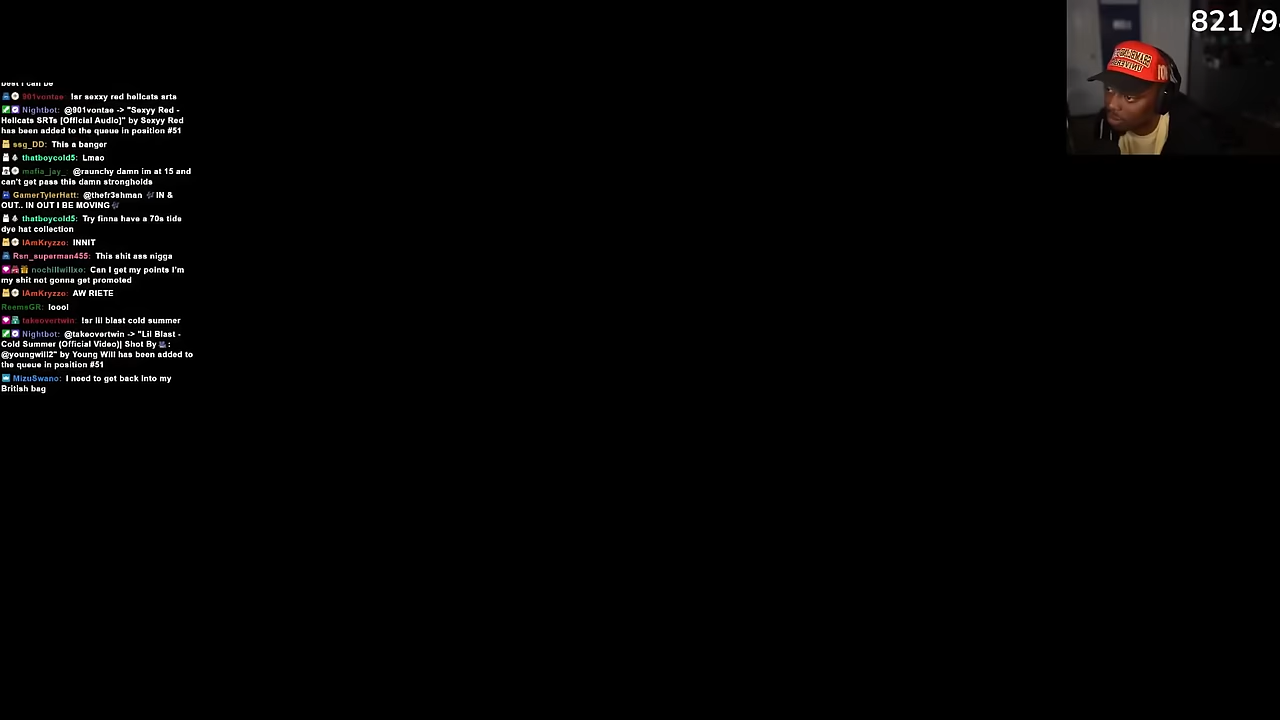 best i can be
901vontae: !sr sexxy red hellcats srts
Nightbot: @901vontae -> "Sexyy Red -
Hellcats SRTs [Official Audio]" by Sexyy Red
has been added to the queue in position #51
ssg_DD: This a banger
thatboycold5: Lmao
mafia_jay_: @raunchy damn im at 15 and
can't get pass this damn strongholds
GamerTylerHatt: @thefr3shman 🎶IN &
OUT.. IN OUT I BE MOVING🎶
thatboycold5: Try finna have a 70s tide
dye hat collection
IAmKryzzo: INNIT
Rsn_superman455: This shit ass nigga
nochillwillxo: Can I get my points I'm
my shit not gonna get promoted
IAmKryzzo: AW RIETE
ReemsGR: loool
takeovertwin: !sr lil blast cold summer
Nightbot: @takeovertwin -> "Lil Blast -
Cold Summer (Official Video)| Shot By 🎥:
@youngwill2" by Young Will has been added to
the queue in position #51
MizuSwano: I need to get back into my
British bag
821 /9